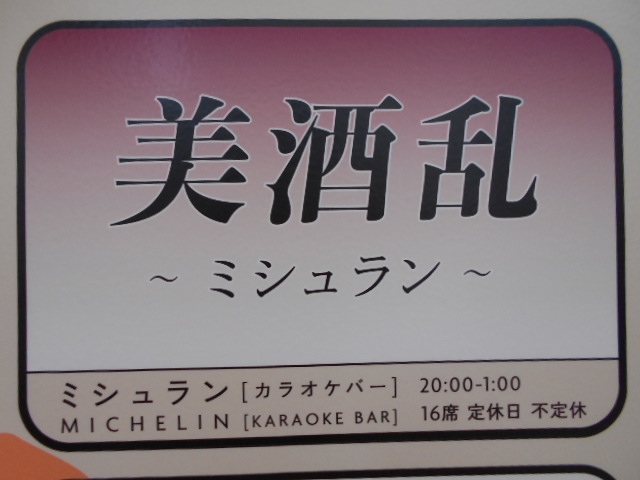 美酒乱
～ミシュラン～
ミシュラン[カラオケバー] 20:00-1:00
MICHELIN [KARAOKE BAR] 16席 定休日 不定休